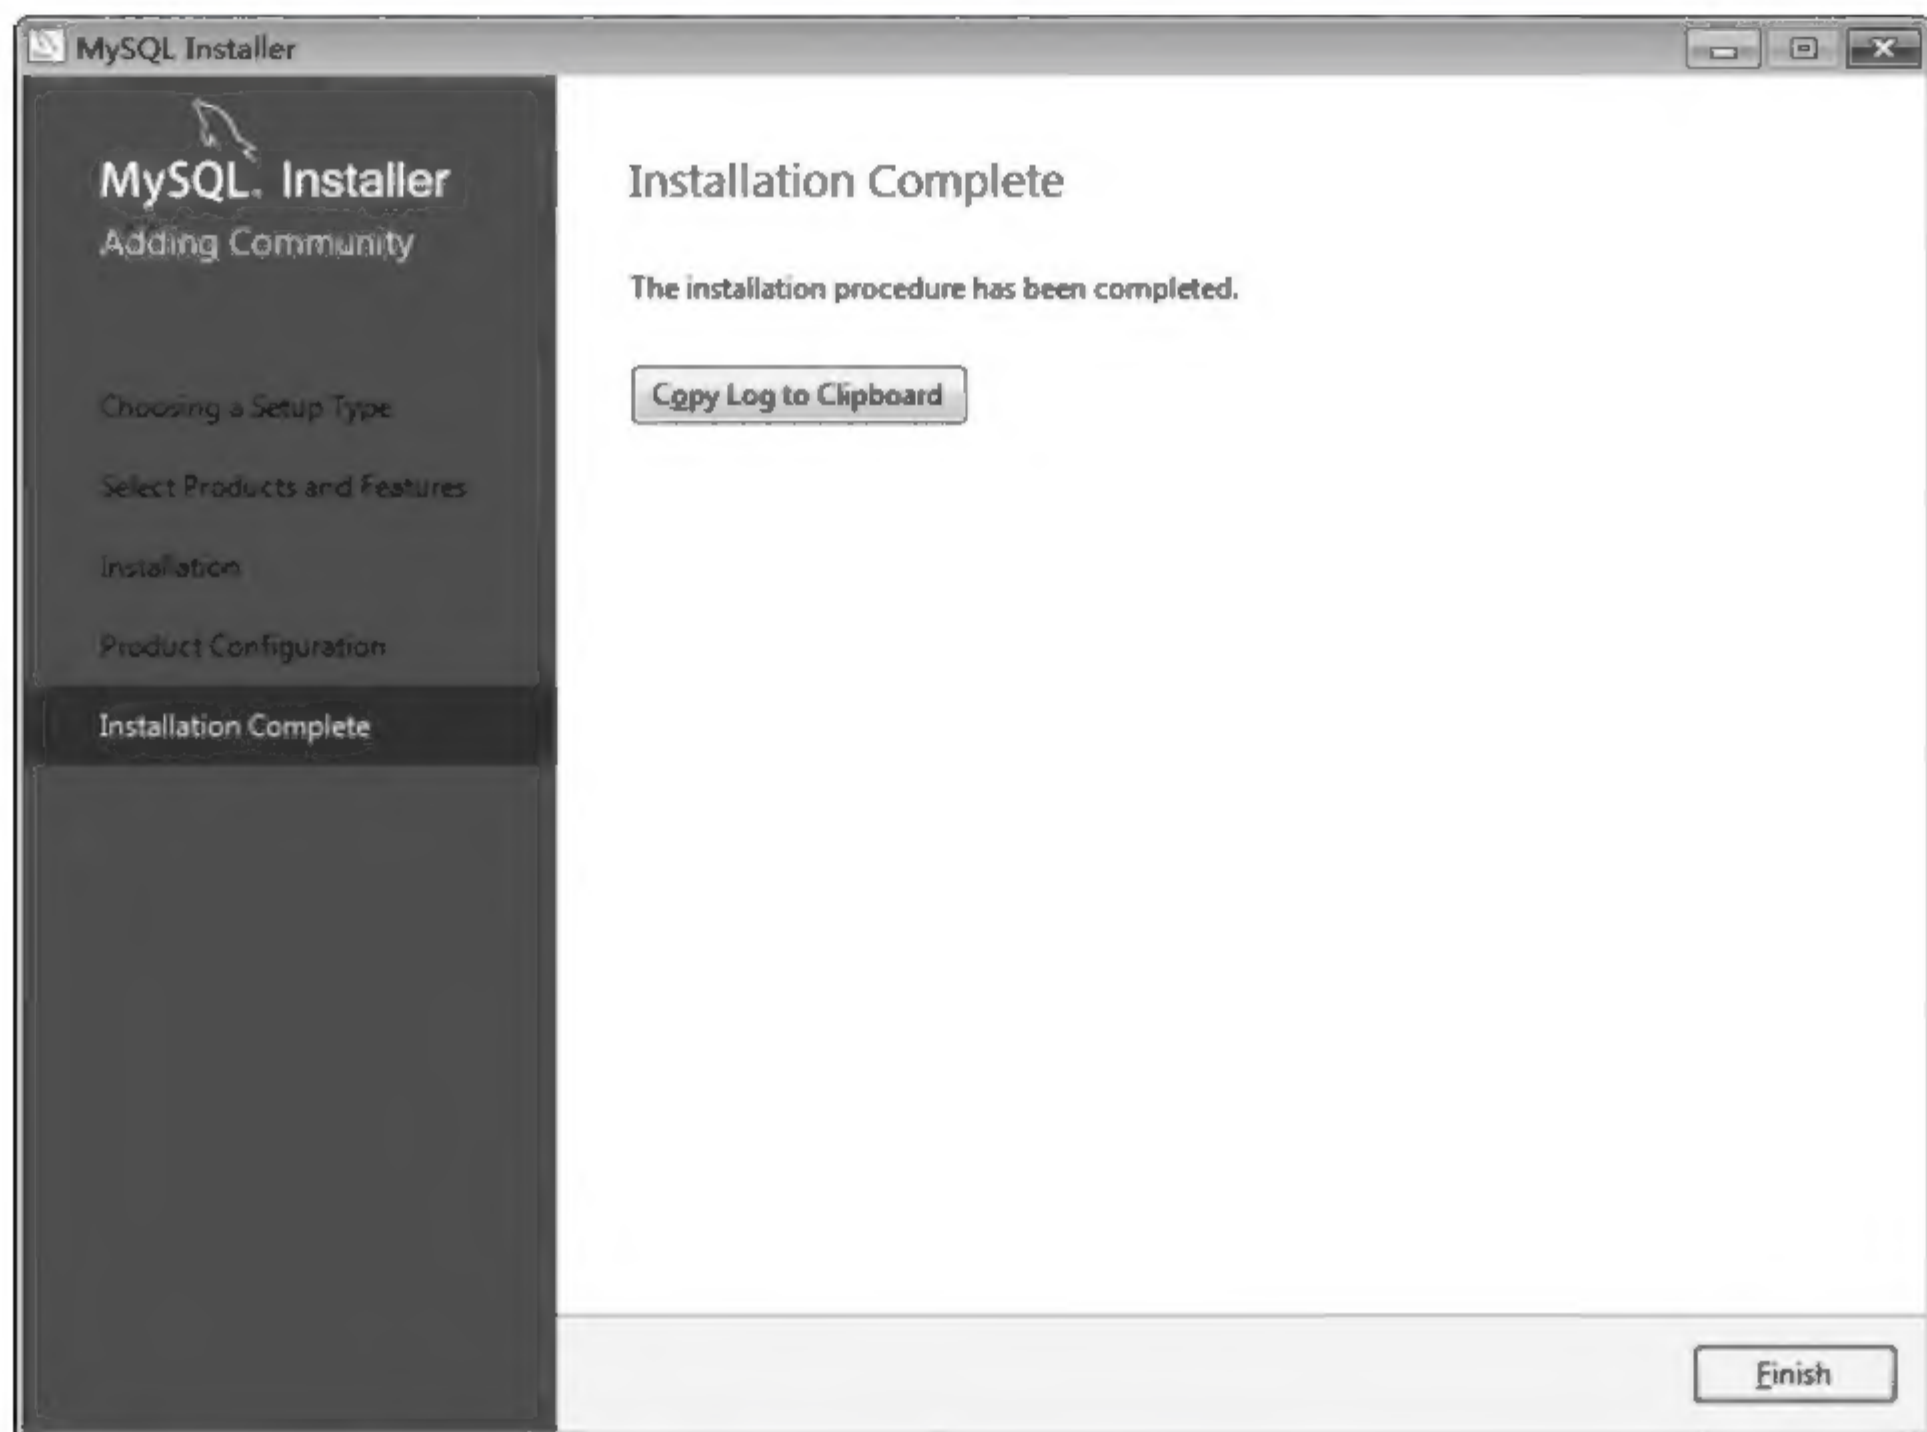 MySQL Installer
MySQL. Installer
Adding Community
Choosing a Setup Type
Select Products and Features
Installation
Product Configuration
Installation Complete
Installation Complete
The installation procedure has been completed.
Copy Log to Clipboard
Finish